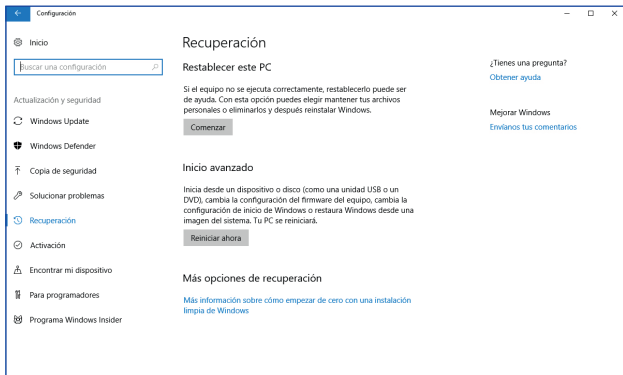 Configuración
Inicio
Buscar una configuración
Actualización y seguridad
Windows Update
Windows Defender
Copia de seguridad
Solucionar problemas
Recuperación
Activación
Encontrar mi dispositivo
Para programadores
Programa Windows Insider
Recuperación
Restablecer este PC
Si el equipo no se ejecuta correctamente, restablecerlo puede ser
de ayuda. Con esta opción puedes elegir mantener tus archivos
personales o eliminarlos y después reinstalar Windows.
Comenzar
Inicio avanzado
Inicia desde un dispositivo o disco (como una unidad USB o un
DVD), cambia la configuración del firmware del equipo, cambia la
configuración de inicio de Windows o restaura Windows desde una
imagen del sistema. Tu PC se reiniciará.
Reiniciar ahora
Más opciones de recuperación
Más información sobre cómo empezar de cero con una instalación
limpia de Windows
¿Tienes una pregunta?
Obtener ayuda
Mejorar Windows
Envíanos tus comentarios